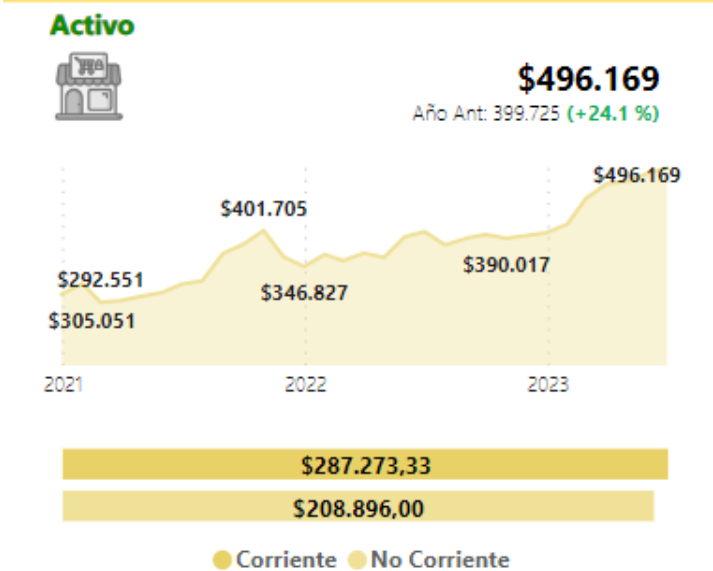 Activo
$496.169
Año Ant: 399.725 (+24.1 %)
$496.169
$401.705
$292.551
$390.017
$346.827
$305.051
2021 2022 2023
$287.273,33
$208.896,00
Corriente No Corriente